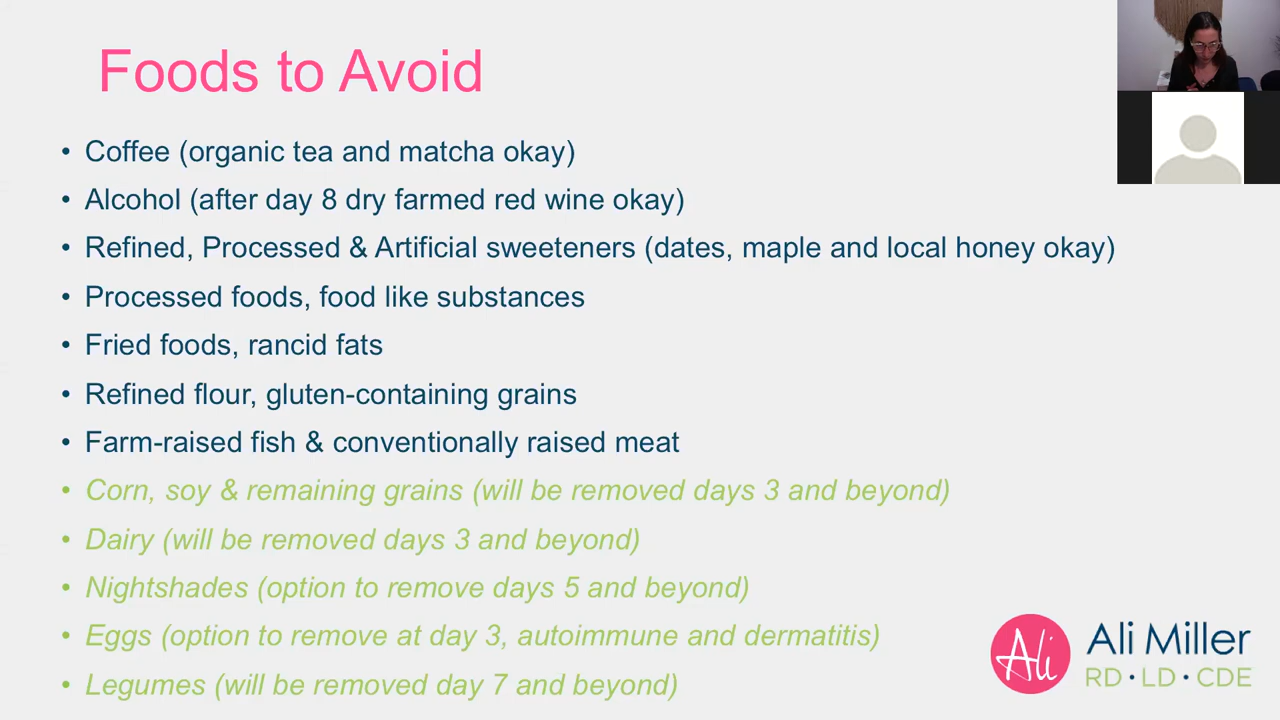 Foods to Avoid
• Coffee (organic tea and matcha okay)
• Alcohol (after day 8 dry farmed red wine okay)
• Refined, Processed & Artificial sweeteners (dates, maple and local honey okay)
• Processed foods, food like substances
• Fried foods, rancid fats
• Refined flour, gluten-containing grains
• Farm-raised fish & conventionally raised meat
• Corn, soy & remaining grains (will be removed days 3 and beyond)
• Dairy (will be removed days 3 and beyond)
• Nightshades (option to remove days 5 and beyond)
• Eggs (option to remove at day 3, autoimmune and dermatitis)
• Legumes (will be removed day 7 and beyond)
Ali
Ali Miller
RD • LD • CDE